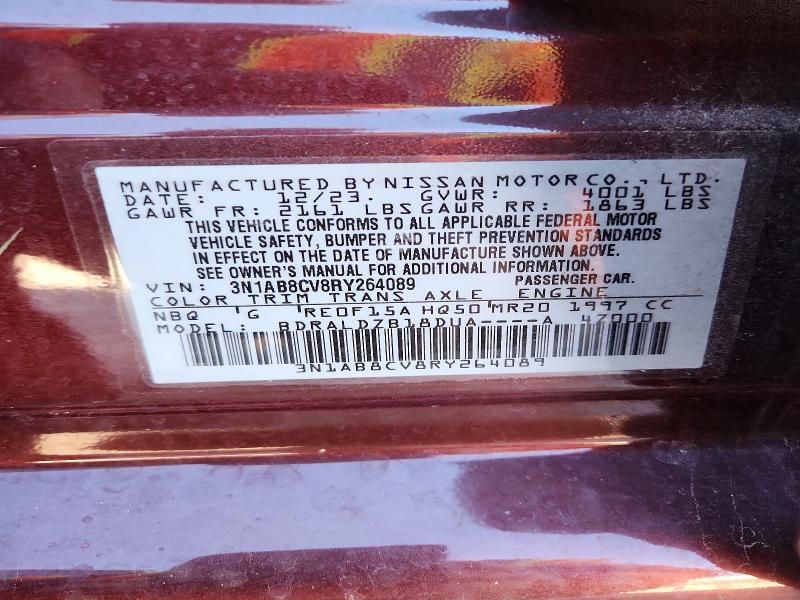 MANUFACTURED BY NISSAN MOTOR CO., LTD.
DATE: 12/23. GVWR: 4001 LBS
GAWR FR: 2161 LBS GAWR RR: 1863 LBS
THIS VEHICLE CONFORMS TO ALL APPLICABLE FEDERAL MOTOR
VEHICLE SAFETY, BUMPER AND THEFT PREVENTION STANDARDS
IN EFFECT ON THE DATE OF MANUFACTURE SHOWN ABOVE.
SEE OWNER'S MANUAL FOR ADDITIONAL INFORMATION.
VIN: 3N1AB8CV8RY264089 PASSENGER CAR.
COLOR TRIM TRANS AXLE ENGINE
NBQ G RE0F15A HQ50 MR20 1997 CC
MODEL: BDRALDZB18DUA----A 47000
3N1AB8CV8RY264089